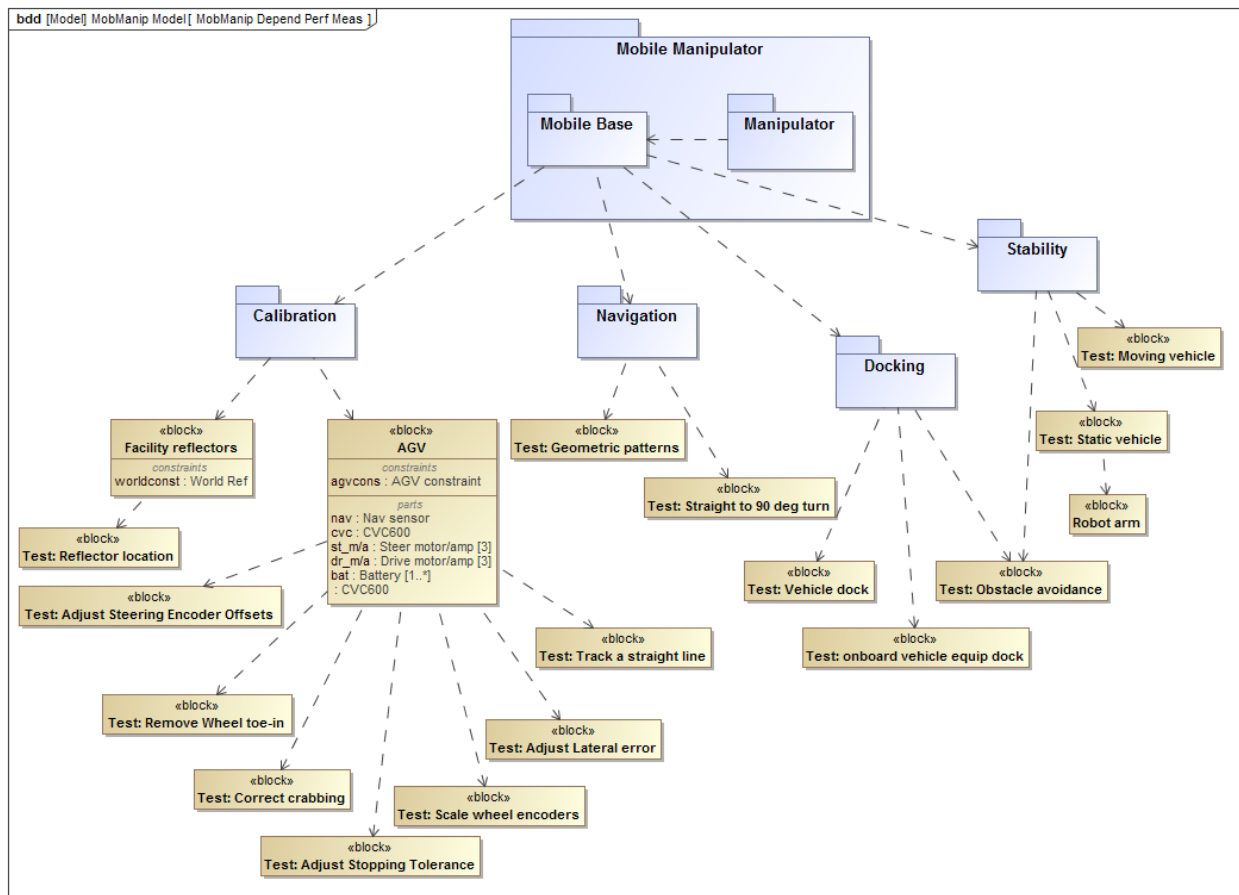 bdd [Model] MobManip Model [ MobManip Depend Perf Meas ]
Mobile Manipulator
Mobile Base
Manipulator
Stability
Calibration
Navigation
Docking
«block»
Test: Moving vehicle
«block»
Facility reflectors
constraints
worldconst : World Ref
«block»
AGV
constraints
agvcons : AGV constraint
parts
nav : Nav sensor
cvc : CVC600
st_m/a : Steer motor/amp [3]
dr_m/a : Drive motor/amp [3]
bat : Battery [1..*]
: CVC600
«block»
Test: Geometric patterns
«block»
Test: Static vehicle
«block»
Test: Straight to 90 deg turn
«block»
Robot arm
«block»
Test: Reflector location
«block»
Test: Vehicle dock
«block»
Test: Obstacle avoidance
«block»
Test: Adjust Steering Encoder Offsets
«block»
Test: Track a straight line
«block»
Test: onboard vehicle equip dock
«block»
Test: Remove Wheel toe-in
«block»
Test: Adjust Lateral error
«block»
Test: Correct crabbing
«block»
Test: Scale wheel encoders
«block»
Test: Adjust Stopping Tolerance